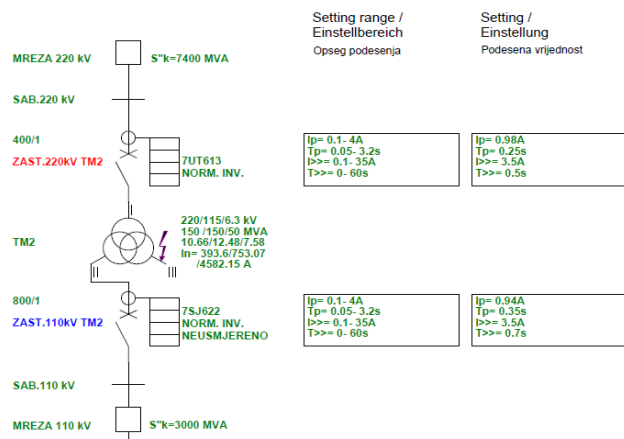 Setting range /
Einstellbereich
Opseg podesenja
Setting /
Einstellung
Podesena vrijednost
MREZA 220 kV
S"k=7400 MVA
SAB.220 kV
400/1
ZAST.220kV TM2
7UT613
NORM. INV.
Ip= 0.1- 4A
Tp= 0.05- 3.2s
I>>= 0.1- 35A
T>>= 0- 60s
Ip= 0.98A
Tp= 0.25s
I>>= 3.5A
T>>= 0.5s
TM2
220/115/6.3 kV
150 /150/50 MVA
10.66/12.48/7.58
In= 393.6/753.07
/4582.15 A
II
III
800/1
ZAST.110kV TM2
7SJ622
NORM. INV.
NEUSMJERENO
Ip= 0.1- 4A
Tp= 0.05- 3.2s
I>>= 0.1- 35A
T>>= 0- 60s
Ip= 0.94A
Tp= 0.35s
I>>= 3.5A
T>>= 0.7s
SAB.110 kV
MREZA 110 kV
S"k=3000 MVA